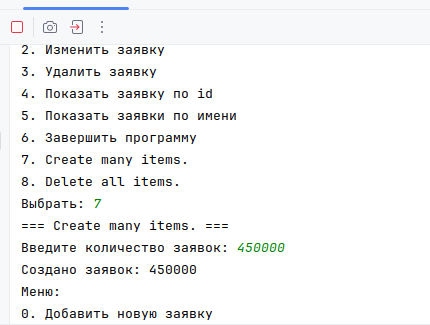 2. Изменить заявку
3. Удалить заявку
4. Показать заявку по id
5. Показать заявки по имени
6. Завершить программу
7. Create many items.
8. Delete all items.
Выбрать: 7
=== Create many items. ===
Введите количество заявок: 450000
Создано заявок: 450000
Меню:
0. Добавить новую заявку